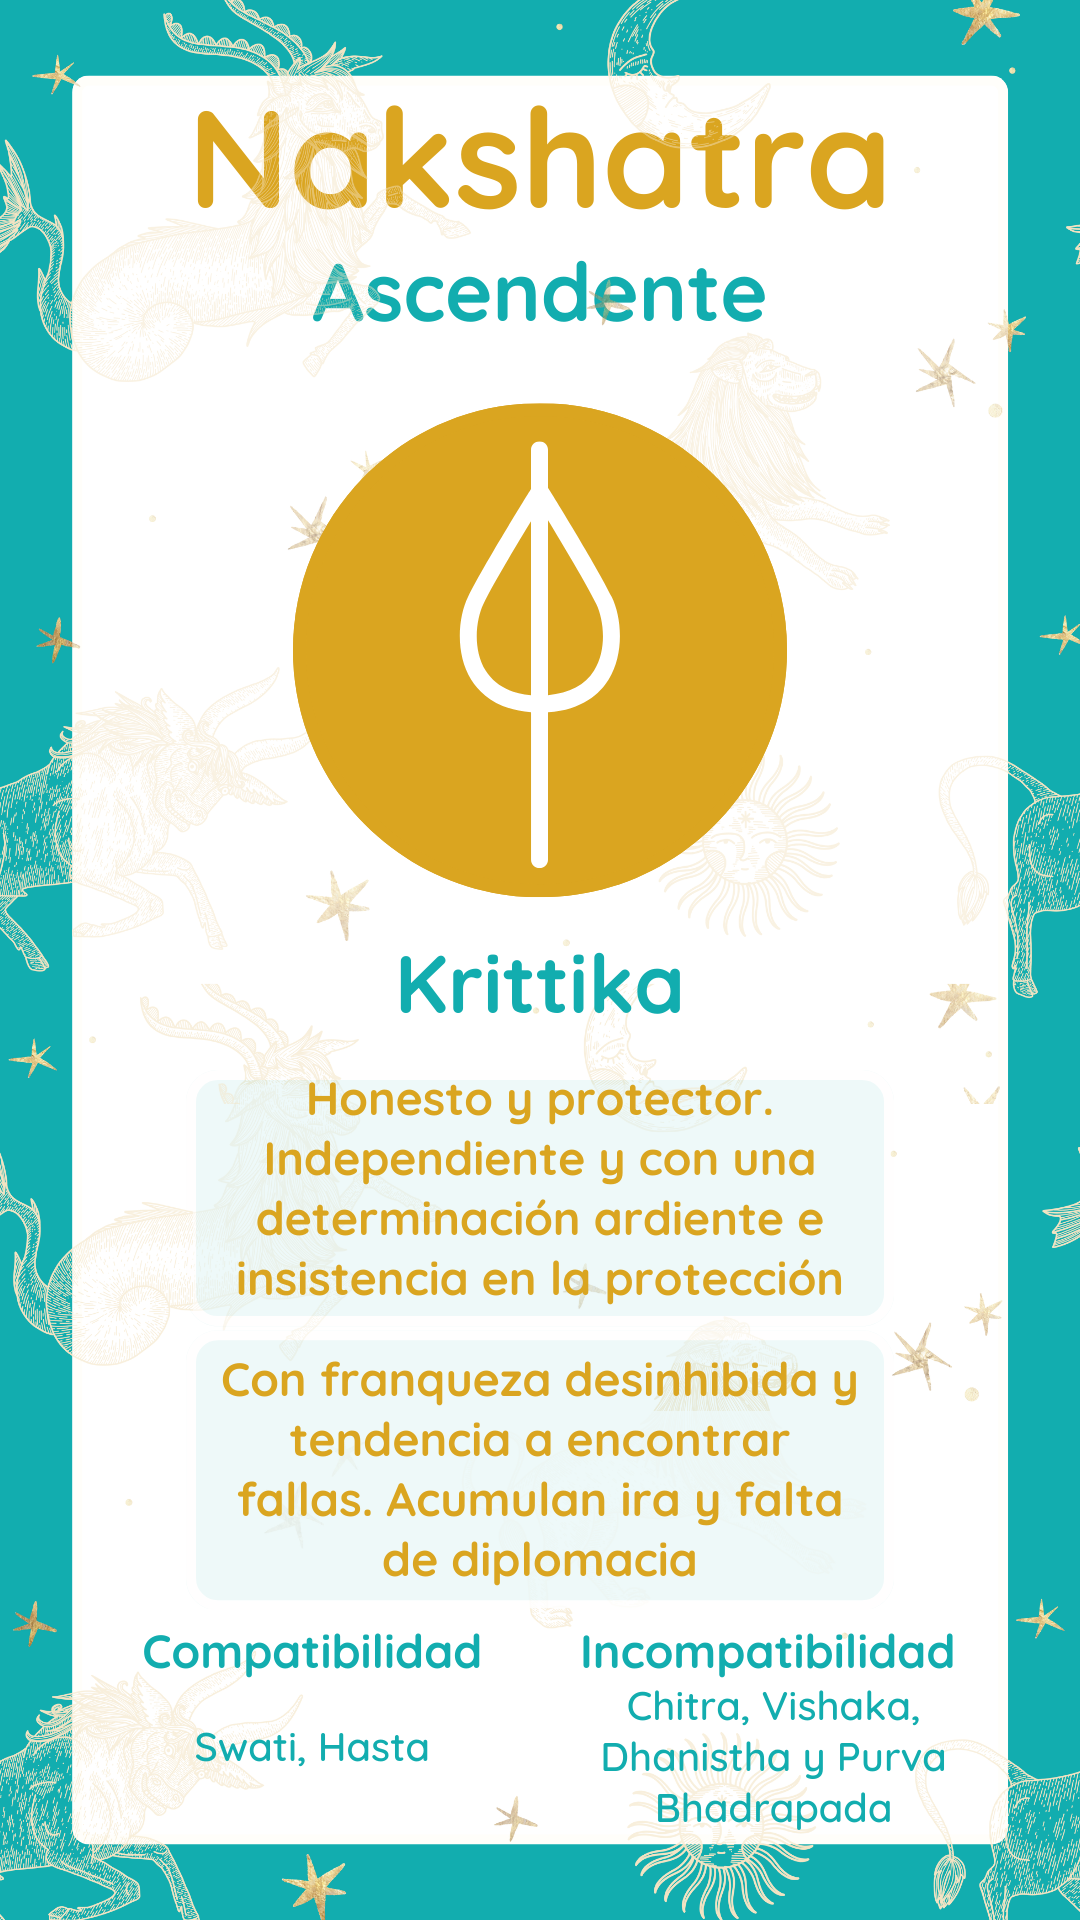 Nakshatra
Ascendente
Krittika
Honesto y protector.
Independiente y con una
determinación ardiente e
insistencia en la protección
Con franqueza desinhibida y
tendencia a encontrar
fallas. Acumulan ira y falta
de diplomacia
Compatibilidad
Swati, Hasta
Incompatibilidad
Chitra, Vishaka,
Dhanistha y Purva
Bhadrapada